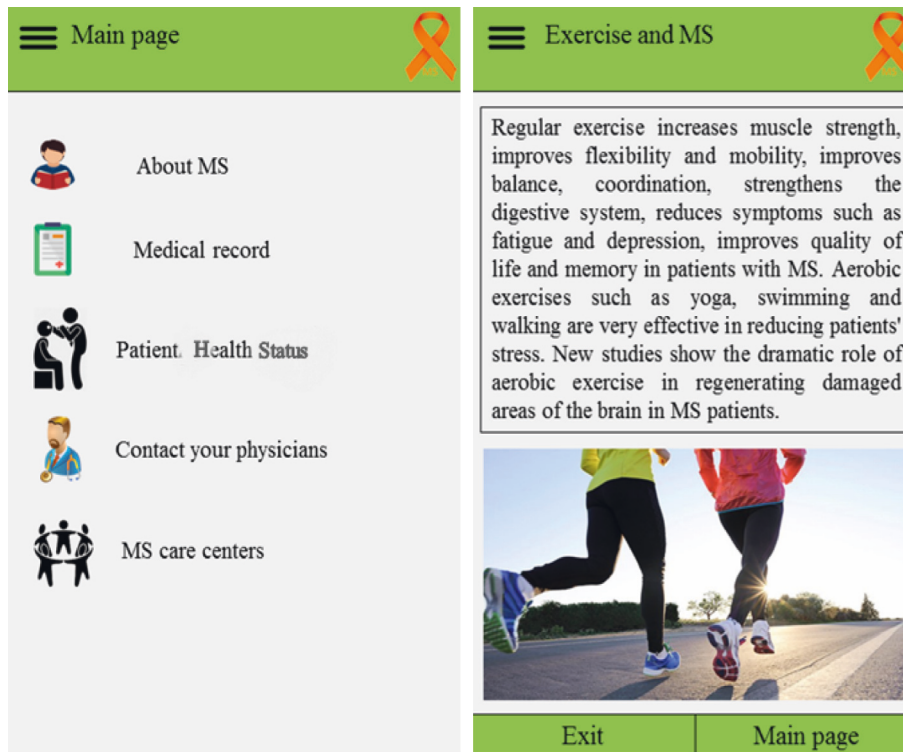 Main page
About MS
Medical record
Patient. Health Status
Contact your physicians
MS care centers
Exercise and MS
Regular exercise increases muscle strength,
improves flexibility and mobility, improves
balance, coordination, strengthens the
digestive system, reduces symptoms such as
fatigue and depression, improves quality of
life and memory in patients with MS. Aerobic
exercises such as yoga, swimming and
walking are very effective in reducing patients'
stress. New studies show the dramatic role of
aerobic exercise in regenerating damaged
areas of the brain in MS patients.
Exit
Main page